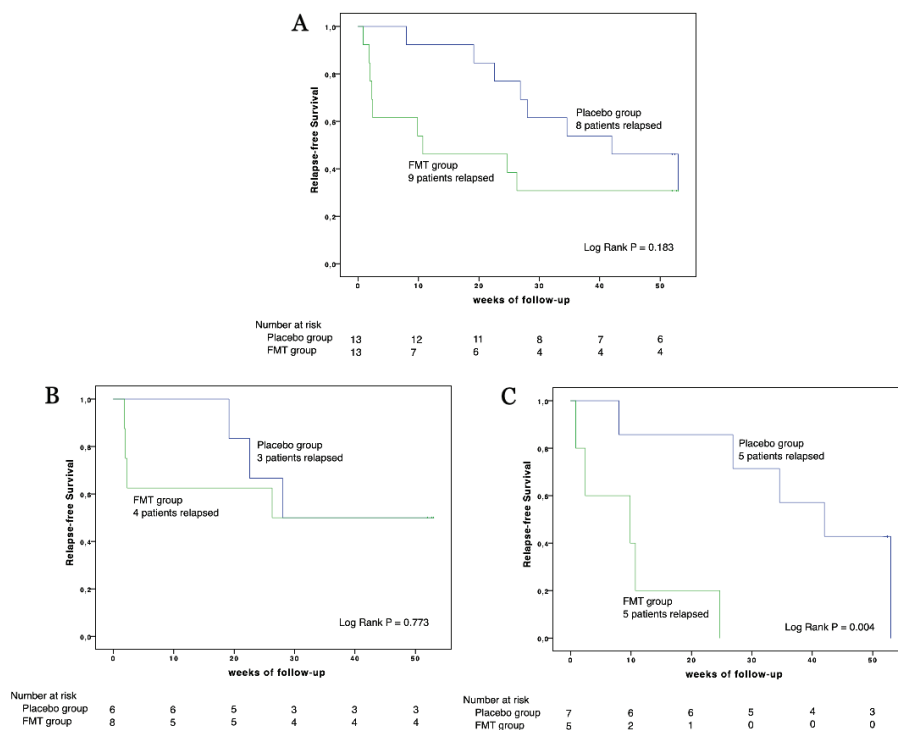 A
1,0
0,8
0,6
0,4
0,2
0,0
Relapse-free Survival
Placebo group
8 patients relapsed
FMT group
9 patients relapsed
Log Rank P = 0.183
0 10 20 30 40 50
weeks of follow-up
Number at risk
Placebo group 13 12 11 8 7 6
FMT group 13 7 6 4 4 4
B
1,0
0,8
0,6
0,4
0,2
0,0
Relapse-free Survival
Placebo group
3 patients relapsed
FMT group
4 patients relapsed
Log Rank P = 0.773
0 10 20 30 40 50
weeks of follow-up
Number at risk
Placebo group 6 6 5 3 3 3
FMT group 8 5 5 4 4 4
C
1,0
0,8
0,6
0,4
0,2
0,0
Relapse-free Survival
Placebo group
5 patients relapsed
FMT group
5 patients relapsed
Log Rank P = 0.004
0 10 20 30 40 50
weeks of follow-up
Number at risk
Placebo group 7 6 6 5 4 3
FMT group 5 2 1 0 0 0